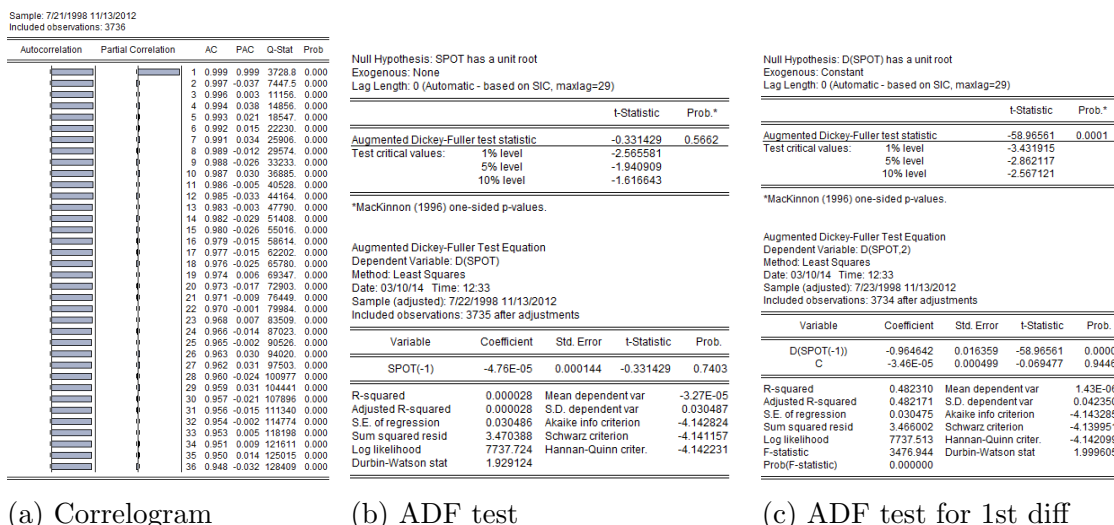 Sample: 7/21/1998 11/13/2012
Included observations: 3736
Autocorrelation Partial Correlation AC PAC Q-Stat Prob
1 0.999 0.999 3728.8 0.000
2 0.997 -0.037 7447.5 0.000
3 0.996 0.003 11156. 0.000
4 0.994 0.038 14856. 0.000
5 0.993 0.021 18547. 0.000
6 0.992 0.015 22230. 0.000
7 0.991 0.034 25906. 0.000
8 0.989 -0.012 29574. 0.000
9 0.988 -0.026 33233. 0.000
10 0.987 0.030 36885. 0.000
11 0.986 -0.005 40528. 0.000
12 0.985 -0.033 44164. 0.000
13 0.983 -0.003 47790. 0.000
14 0.982 -0.029 51408. 0.000
15 0.980 -0.026 55016. 0.000
16 0.979 -0.015 58614. 0.000
17 0.977 -0.015 62202. 0.000
18 0.976 -0.025 65780. 0.000
19 0.974 0.006 69347. 0.000
20 0.973 -0.017 72903. 0.000
21 0.971 -0.009 76449. 0.000
22 0.970 -0.001 79984. 0.000
23 0.968 0.007 83509. 0.000
24 0.966 -0.014 87023. 0.000
25 0.965 -0.002 90526. 0.000
26 0.963 0.030 94020. 0.000
27 0.962 0.031 97503. 0.000
28 0.960 -0.024 100977 0.000
29 0.959 0.031 104441 0.000
30 0.957 -0.021 107896 0.000
31 0.956 -0.015 111340 0.000
32 0.954 -0.002 114774 0.000
33 0.953 0.005 118198 0.000
34 0.951 0.009 121611 0.000
35 0.950 0.014 125015 0.000
36 0.948 -0.032 128409 0.000
(a) Correlogram
Null Hypothesis: SPOT has a unit root
Exogenous: None
Lag Length: 0 (Automatic - based on SIC, maxlag=29)
t-Statistic Prob.*
Augmented Dickey-Fuller test statistic -0.331429 0.5662
Test critical values: 1% level -2.565581
5% level -1.940909
10% level -1.616643
*MacKinnon (1996) one-sided p-values.
Augmented Dickey-Fuller Test Equation
Dependent Variable: D(SPOT)
Method: Least Squares
Date: 03/10/14 Time: 12:33
Sample (adjusted): 7/22/1998 11/13/2012
Included observations: 3735 after adjustments
Variable Coefficient Std. Error t-Statistic Prob.
SPOT(-1) -4.76E-05 0.000144 -0.331429 0.7403
R-squared 0.000028 Mean dependent var -3.27E-05
Adjusted R-squared 0.000028 S.D. dependent var 0.030487
S.E. of regression 0.030486 Akaike info criterion -4.142824
Sum squared resid 3.470388 Schwarz criterion -4.141157
Log likelihood 7737.724 Hannan-Quinn criter. -4.142231
Durbin-Watson stat 1.929124
(b) ADF test
Null Hypothesis: D(SPOT) has a unit root
Exogenous: Constant
Lag Length: 0 (Automatic - based on SIC, maxlag=29)
t-Statistic Prob.*
Augmented Dickey-Fuller test statistic -58.96561 0.0001
Test critical values: 1% level -3.431915
5% level -2.862117
10% level -2.567121
*MacKinnon (1996) one-sided p-values.
Augmented Dickey-Fuller Test Equation
Dependent Variable: D(SPOT,2)
Method: Least Squares
Date: 03/10/14 Time: 12:33
Sample (adjusted): 7/23/1998 11/13/2012
Included observations: 3734 after adjustments
Variable Coefficient Std. Error t-Statistic Prob.
D(SPOT(-1)) -0.964642 0.016359 -58.96561 0.0000
C -3.46E-05 0.000499 -0.069477 0.9446
R-squared 0.482310 Mean dependent var 1.43E-06
Adjusted R-squared 0.482171 S.D. dependent var 0.042350
S.E. of regression 0.030475 Akaike info criterion -4.143285
Sum squared resid 3.466002 Schwarz criterion -4.139951
Log likelihood 7737.513 Hannan-Quinn criter. -4.142099
F-statistic 3476.944 Durbin-Watson stat 1.999605
Prob(F-statistic) 0.000000
(c) ADF test for 1st diff